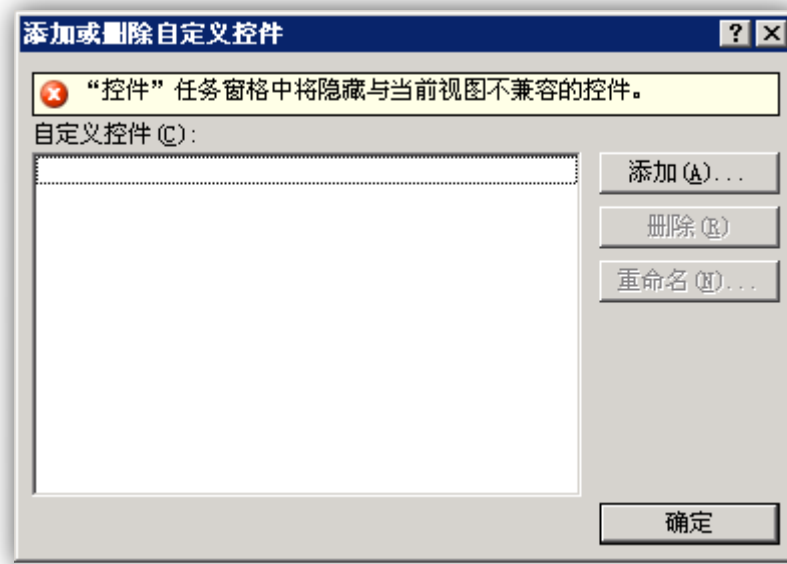 添加或删除自定义控件
“控件”任务窗格中将隐藏与当前视图不兼容的控件。
自定义控件(C):
添加(A)...
删除(R)
重命名(N)...
确定